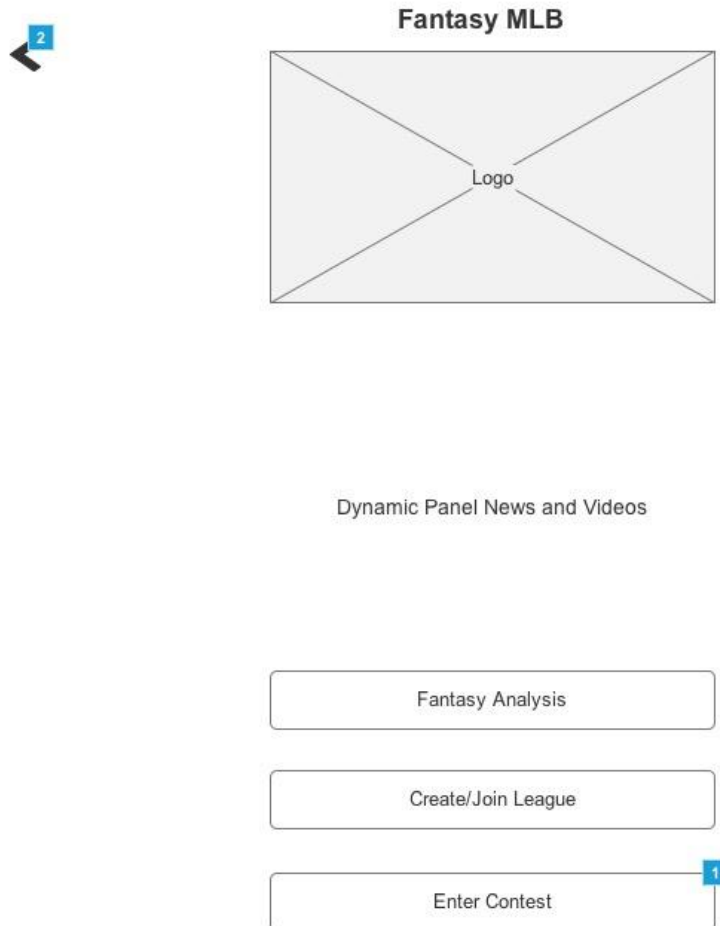 Fantasy MLB
2
Logo
Dynamic Panel News and Videos
Fantasy Analysis
Create/Join League
1
Enter Contest